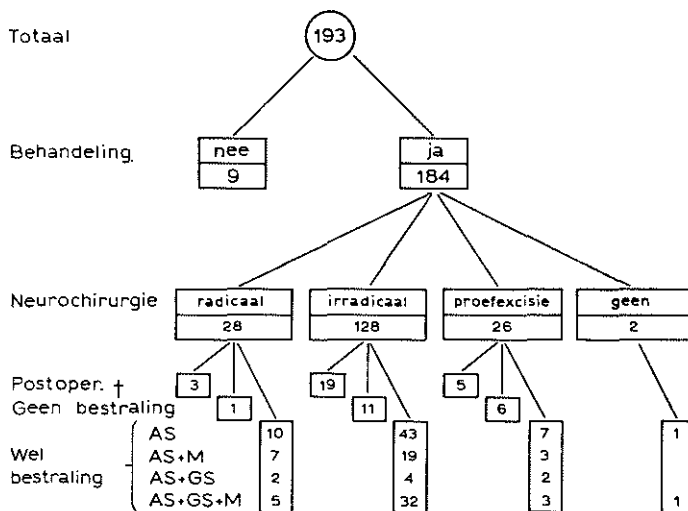 Totaal 193
nee ja
Behandeling 9 184
Neurochirurgie radicaal irradicaal proefexcisie geen
28 128 26 2
Postoper. † 3 19 5
Geen bestraling 1 11 6
AS 10 43 7 1
Wel AS+M 7 19 3
bestraling AS+GS 2 4 2
AS+GS+M 5 32 3 1